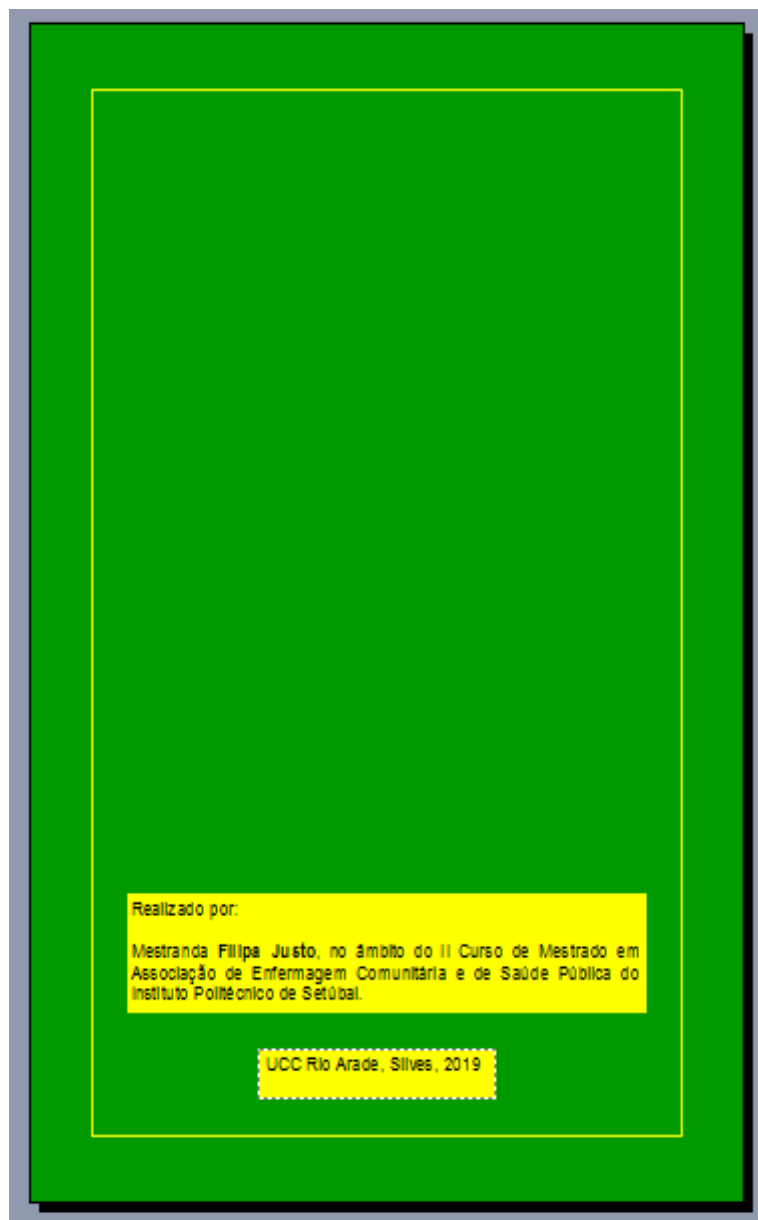 Realizado por:
Mestranda Filipa Justo, no âmbito do II Curso de Mestrado em
Associação de Enfermagem Comunitária e de Saúde Pública do
Instituto Politécnico de Setúbal.
UCC Rio Arade, Silves, 2019